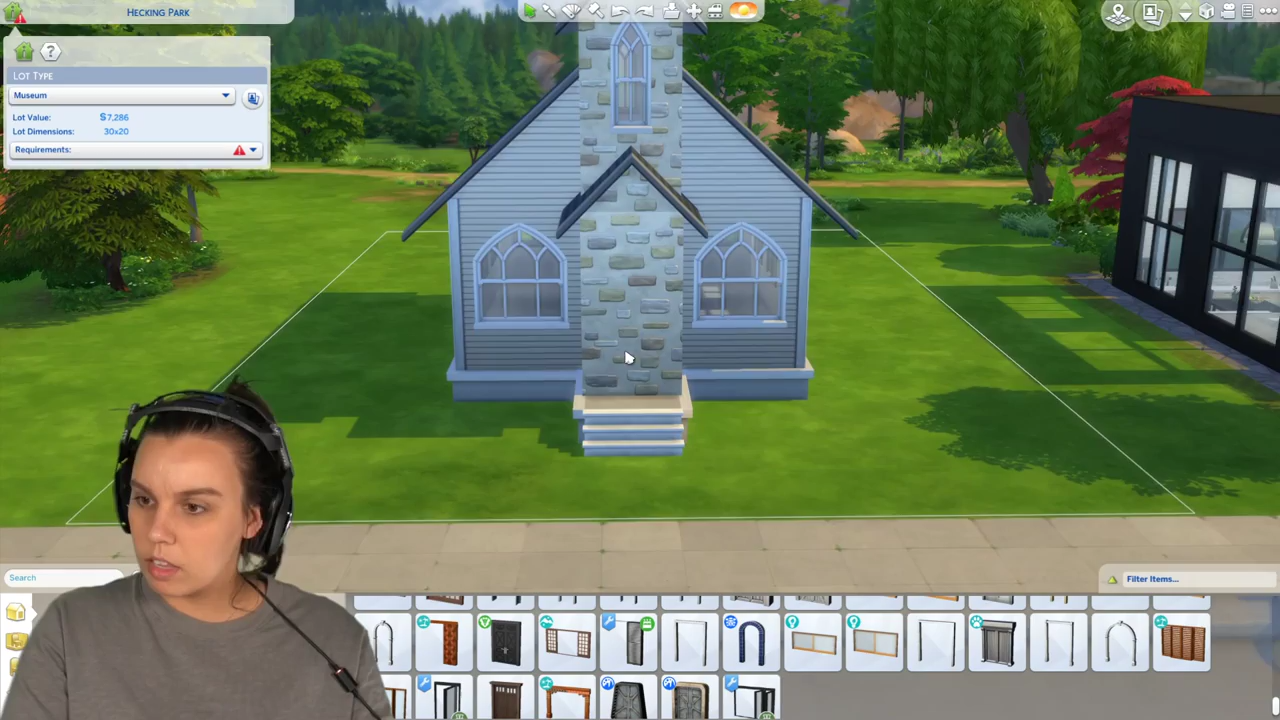 Hecking Park
Lot Type
Museum
Lot Value: §7,286
Lot Dimensions: 30x20
Requirements:
Search
Filter Items...